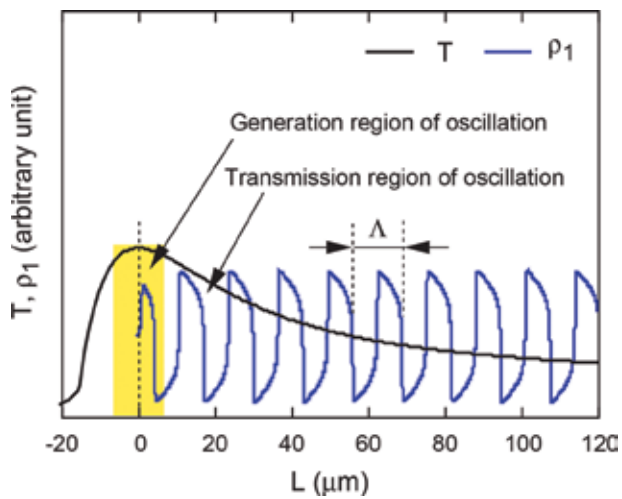 T ρ1
Generation region of oscillation
Transmission region of oscillation
Λ
T, ρ1 (arbitrary unit)
-20 0 20 40 60 80 100 120
L (μm)